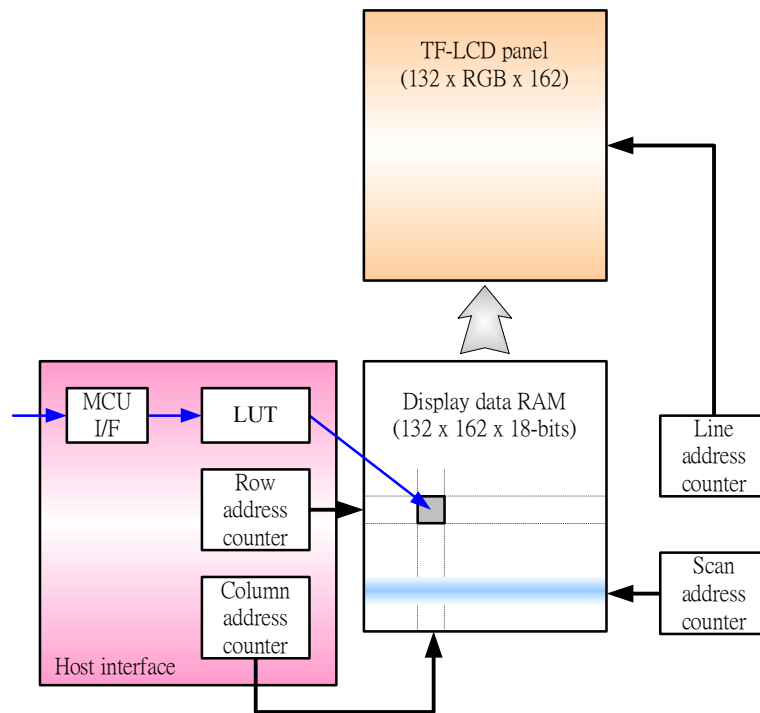 TF-LCD panel
(132 x RGB x 162)
MCU
I/F
LUT
Display data RAM
(132 x 162 x 18-bits)
Line
address
counter
Row
address
counter
Scan
address
counter
Column
address
counter
Host interface